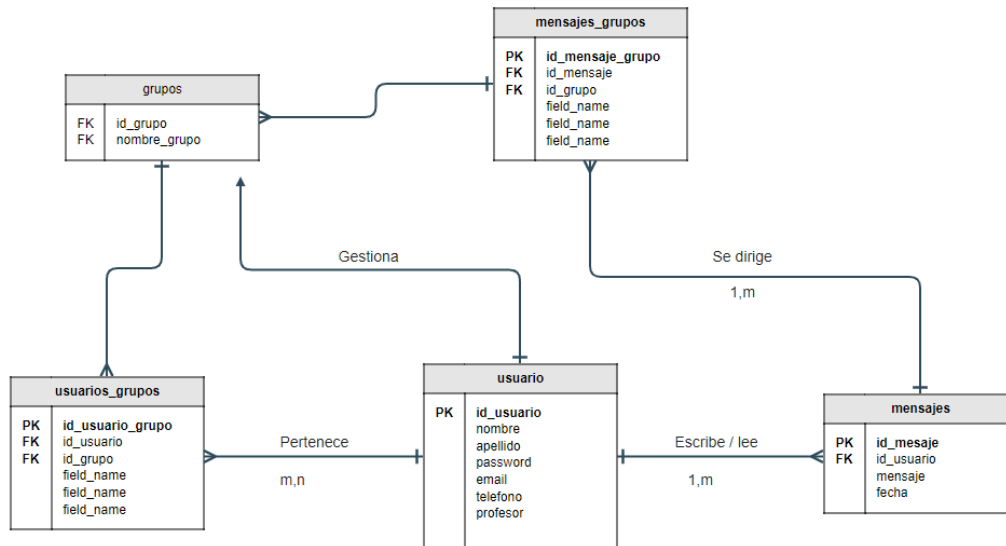 mensajes_grupos
PK id_mensaje_grupo
FK id_mensaje
FK id_grupo
field_name
field_name
field_name
grupos
FK id_grupo
FK nombre_grupo
Gestiona
Se dirige
1,m
usuarios_grupos
PK id_usuario_grupo
FK id_usuario
FK id_grupo
field_name
field_name
field_name
Pertenece
m,n
usuario
PK id_usuario
nombre
apellido
password
email
telefono
profesor
Escribe / lee
1,m
mensajes
PK id_mesaje
FK id_usuario
mensaje
fecha